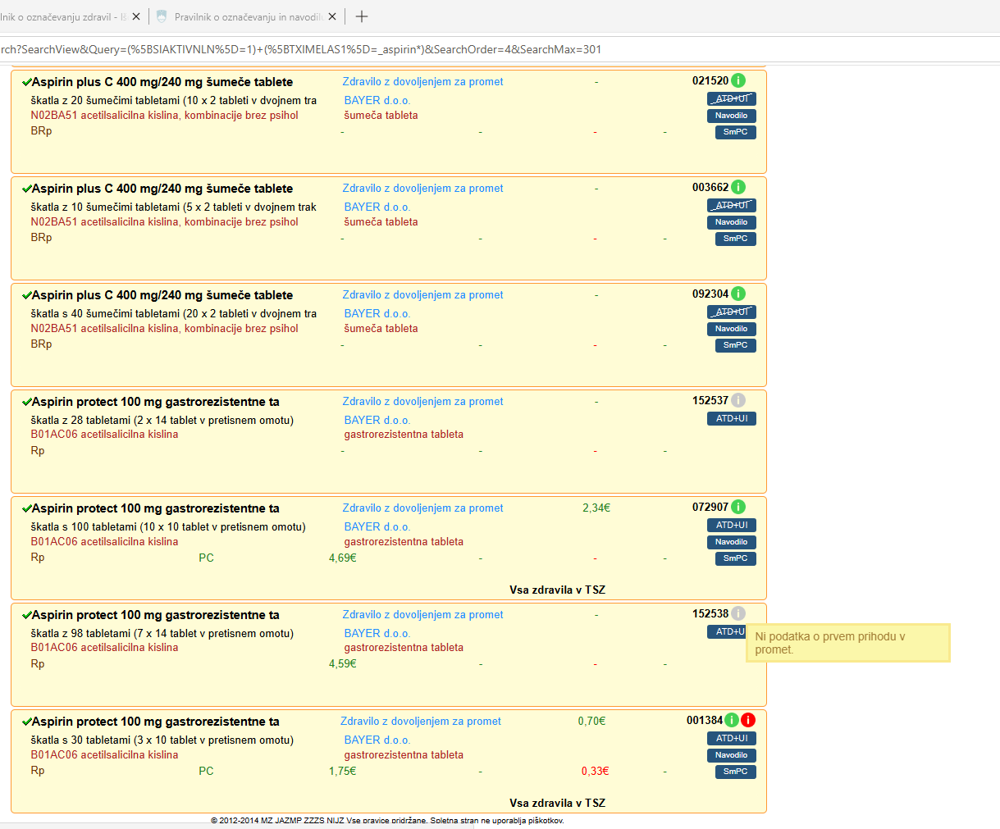 lnik o označevanju zdravil - Iš
Pravilnik o označevanju in navodilu
rch?SearchView&Query=(%5BSIAKTIVNLN%5D=1)+(%5BTXIMELAS1%5D=_aspirin*)&SearchOrder=4&SearchMax=301
Aspirin plus C 400 mg/240 mg šumeče tablete Zdravilo z dovoljenjem za promet - 021520
škatla z 20 šumečimi tabletami (10 x 2 tableti v dvojnem tra BAYER d.o.o. ATD+UI
N02BA51 acetilsalicilna kislina, kombinacije brez psihol šumeča tableta Navodilo
BRp - - - - SmPC
Aspirin plus C 400 mg/240 mg šumeče tablete Zdravilo z dovoljenjem za promet - 003662
škatla z 10 šumečimi tabletami (5 x 2 tableti v dvojnem trak BAYER d.o.o. ATD+UI
N02BA51 acetilsalicilna kislina, kombinacije brez psihol šumeča tableta Navodilo
BRp - - - - SmPC
Aspirin plus C 400 mg/240 mg šumeče tablete Zdravilo z dovoljenjem za promet - 092304
škatla s 40 šumečimi tabletami (20 x 2 tableti v dvojnem tra BAYER d.o.o. ATD+UI
N02BA51 acetilsalicilna kislina, kombinacije brez psihol šumeča tableta Navodilo
BRp - - - - SmPC
Aspirin protect 100 mg gastrorezistentne ta Zdravilo z dovoljenjem za promet - 152537
škatla z 28 tabletami (2 x 14 tablet v pretisnem omotu) BAYER d.o.o. ATD+UI
B01AC06 acetilsalicilna kislina gastrorezistentna tableta
Rp - - - -
Aspirin protect 100 mg gastrorezistentne ta Zdravilo z dovoljenjem za promet 2,34€ 072907
škatla s 100 tabletami (10 x 10 tablet v pretisnem omotu) BAYER d.o.o. ATD+UI
B01AC06 acetilsalicilna kislina gastrorezistentna tableta Navodilo
Rp PC 4,69€ - - - SmPC
Vsa zdravila v TSZ
Aspirin protect 100 mg gastrorezistentne ta Zdravilo z dovoljenjem za promet - 152538
škatla z 98 tabletami (7 x 14 tablet v pretisnem omotu) BAYER d.o.o. ATD+U
Ni podatka o prvem prihodu v
promet.
B01AC06 acetilsalicilna kislina gastrorezistentna tableta
Rp 4,59€ - - -
Aspirin protect 100 mg gastrorezistentne ta Zdravilo z dovoljenjem za promet 0,70€ 001384
škatla s 30 tabletami (3 x 10 tablet v pretisnem omotu) BAYER d.o.o. ATD+UI
B01AC06 acetilsalicilna kislina gastrorezistentna tableta Navodilo
Rp PC 1,75€ - 0,33€ - SmPC
Vsa zdravila v TSZ
© 2012-2014 MZ JAZMP ZZZS NIJZ Vse pravice pridržane. Spletna stran ne uporablja piškotkov.